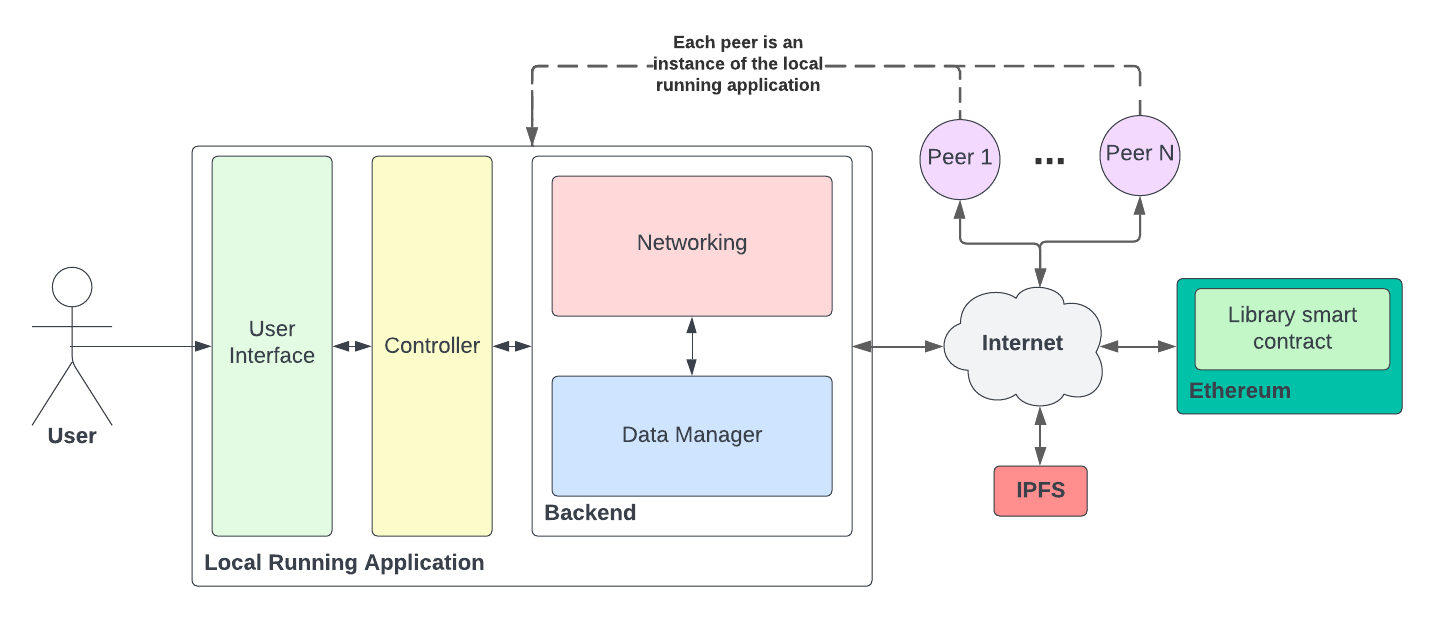 Each peer is an
instance of the local
running application
Peer 1
...
Peer N
Networking
User
Interface
Controller
Data Manager
Backend
Local Running Application
User
Internet
Library smart
contract
Ethereum
IPFS